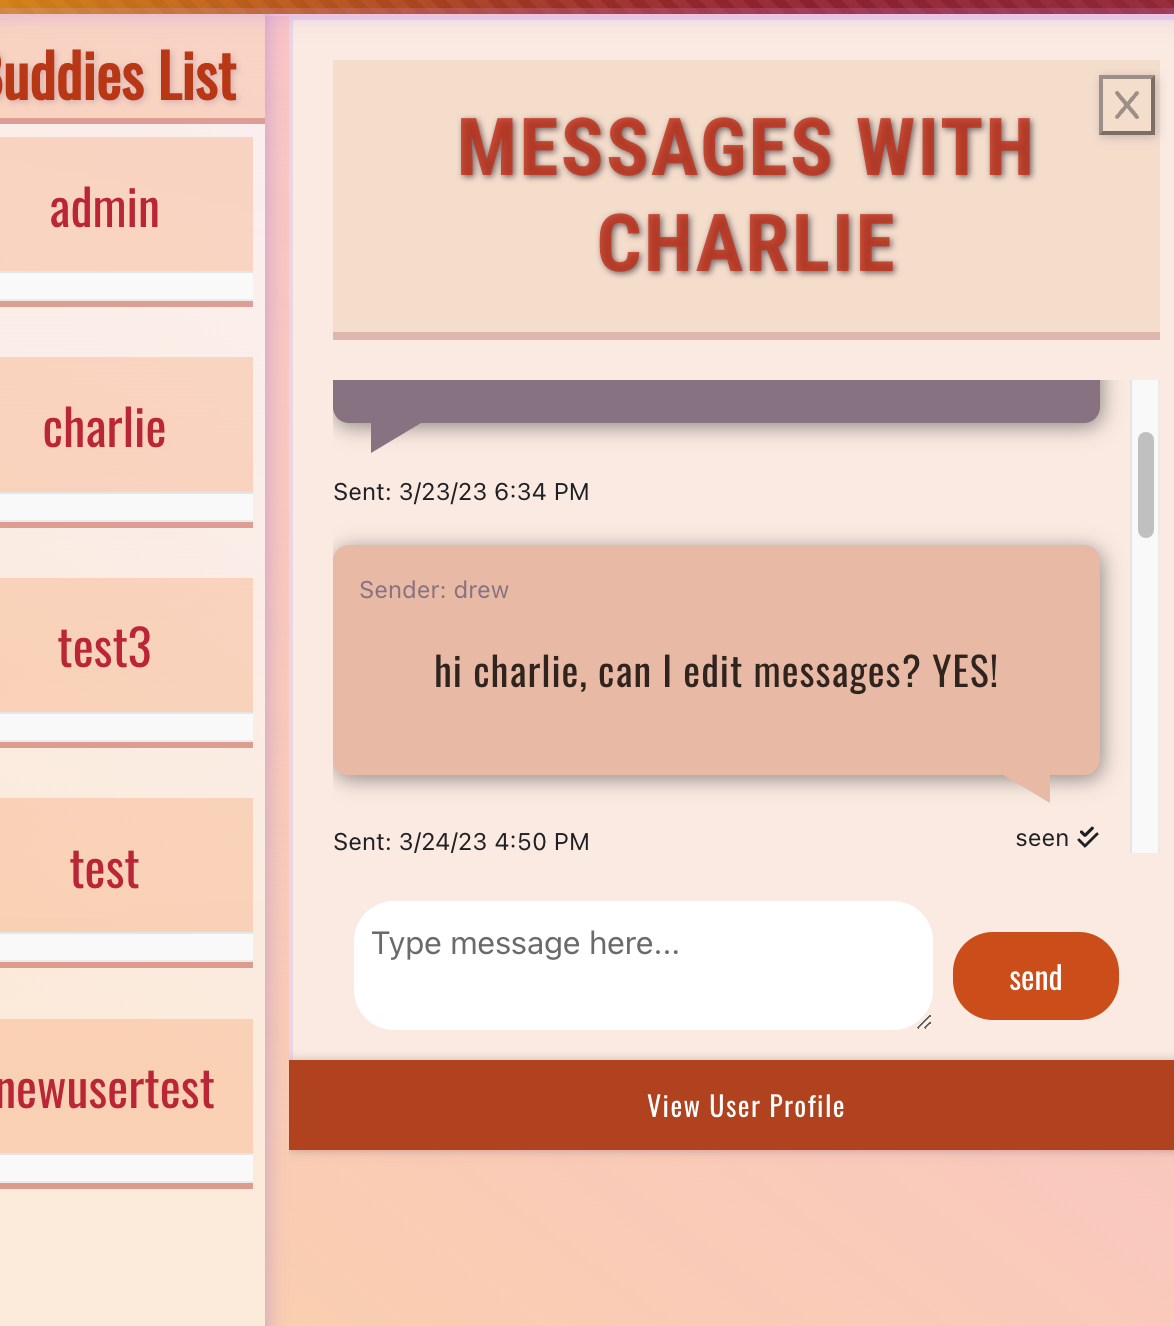 Buddies List
admin
charlie
test3
test
newusertest
X
MESSAGES WITH
CHARLIE
Sent: 3/23/23 6:34 PM
Sender: drew
hi charlie, can I edit messages? YES!
Sent: 3/24/23 4:50 PM
seen
Type message here...
send
View User Profile